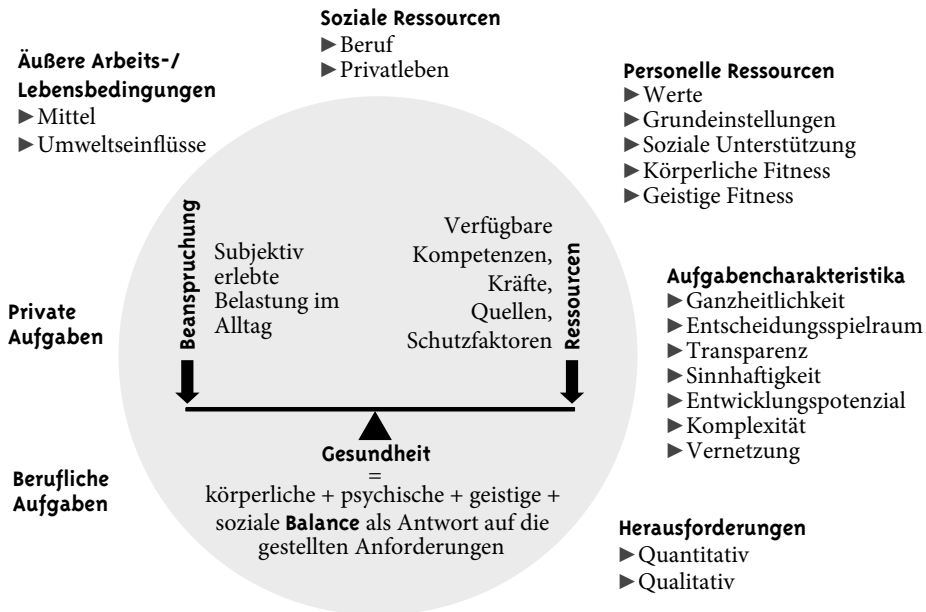 Soziale Ressourcen
▶ Beruf
▶ Privatleben
Äußere Arbeits-/
Lebensbedingungen
▶ Mittel
▶ Umweltseinflüsse
Personelle Ressourcen
▶ Werte
▶ Grundeinstellungen
▶ Soziale Unterstützung
▶ Körperliche Fitness
▶ Geistige Fitness
Beanspruchung
Subjektiv
erlebte
Belastung im
Alltag
Verfügbare
Kompetenzen,
Kräfte,
Quellen,
Schutzfaktoren
Ressourcen
Private
Aufgaben
Aufgabencharakteristika
▶ Ganzheitlichkeit
▶ Entscheidungsspielraum
▶ Transparenz
▶ Sinnhaftigkeit
▶ Entwicklungspotenzial
▶ Komplexität
▶ Vernetzung
Berufliche
Aufgaben
Gesundheit
=
körperliche + psychische + geistige +
soziale Balance als Antwort auf die
gestellten Anforderungen
Herausforderungen
▶ Quantitativ
▶ Qualitativ